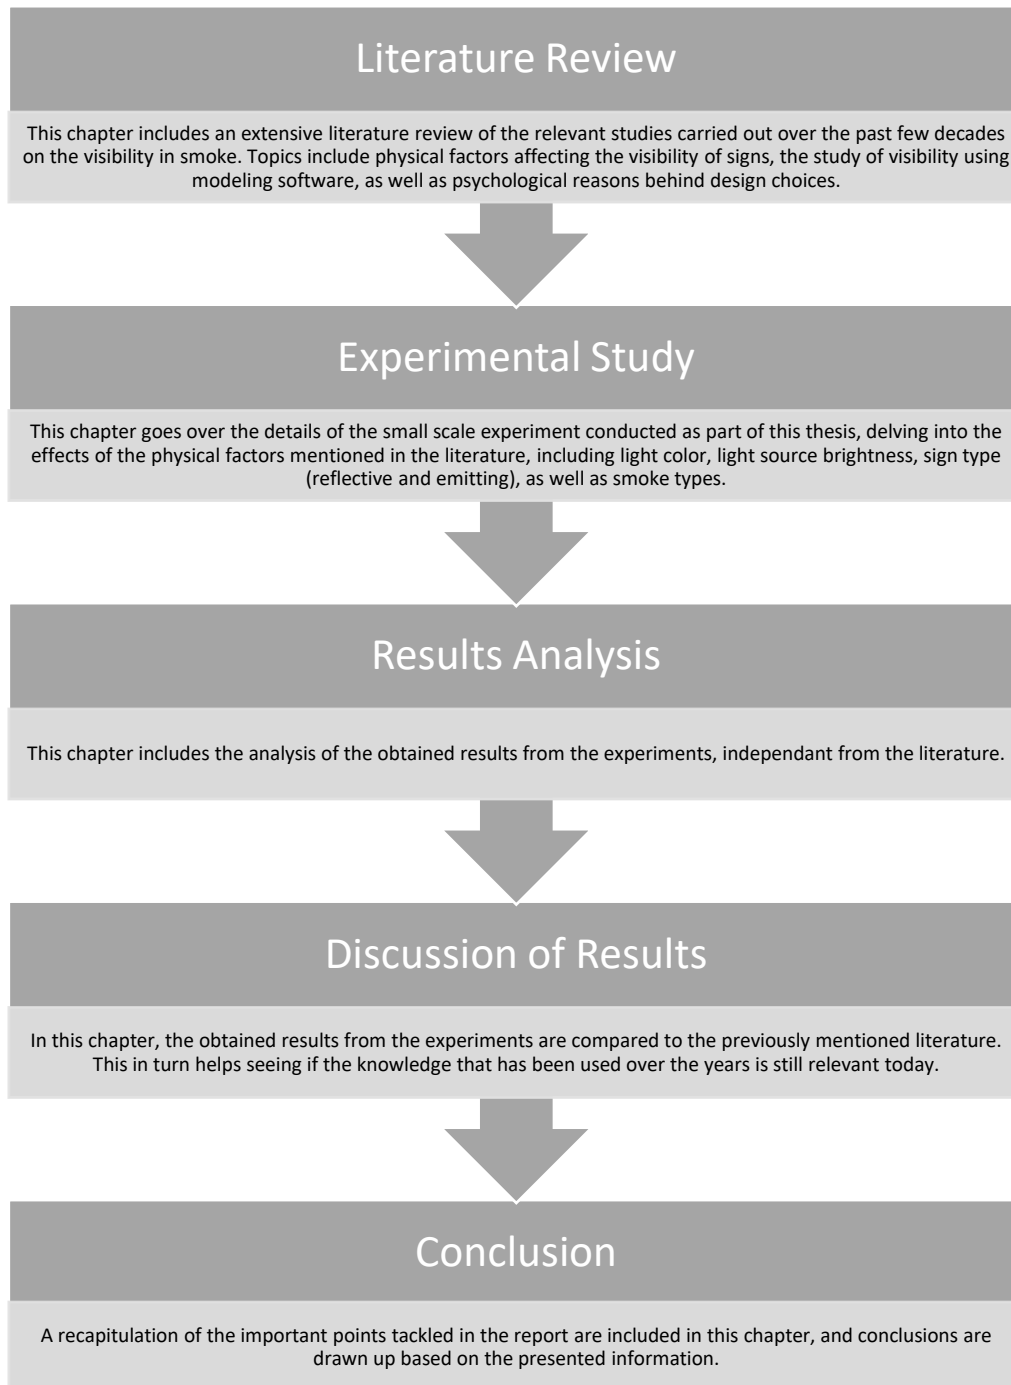 Literature Review
This chapter includes an extensive literature review of the relevant studies carried out over the past few decades
on the visibility in smoke. Topics include physical factors affecting the visibility of signs, the study of visibility using
modeling software, as well as psychological reasons behind design choices.
Experimental Study
This chapter goes over the details of the small scale experiment conducted as part of this thesis, delving into the
effects of the physical factors mentioned in the literature, including light color, light source brightness, sign type
(reflective and emitting), as well as smoke types.
Results Analysis
This chapter includes the analysis of the obtained results from the experiments, independant from the literature.
Discussion of Results
In this chapter, the obtained results from the experiments are compared to the previously mentioned literature.
This in turn helps seeing if the knowledge that has been used over the years is still relevant today.
Conclusion
A recapitulation of the important points tackled in the report are included in this chapter, and conclusions are
drawn up based on the presented information.